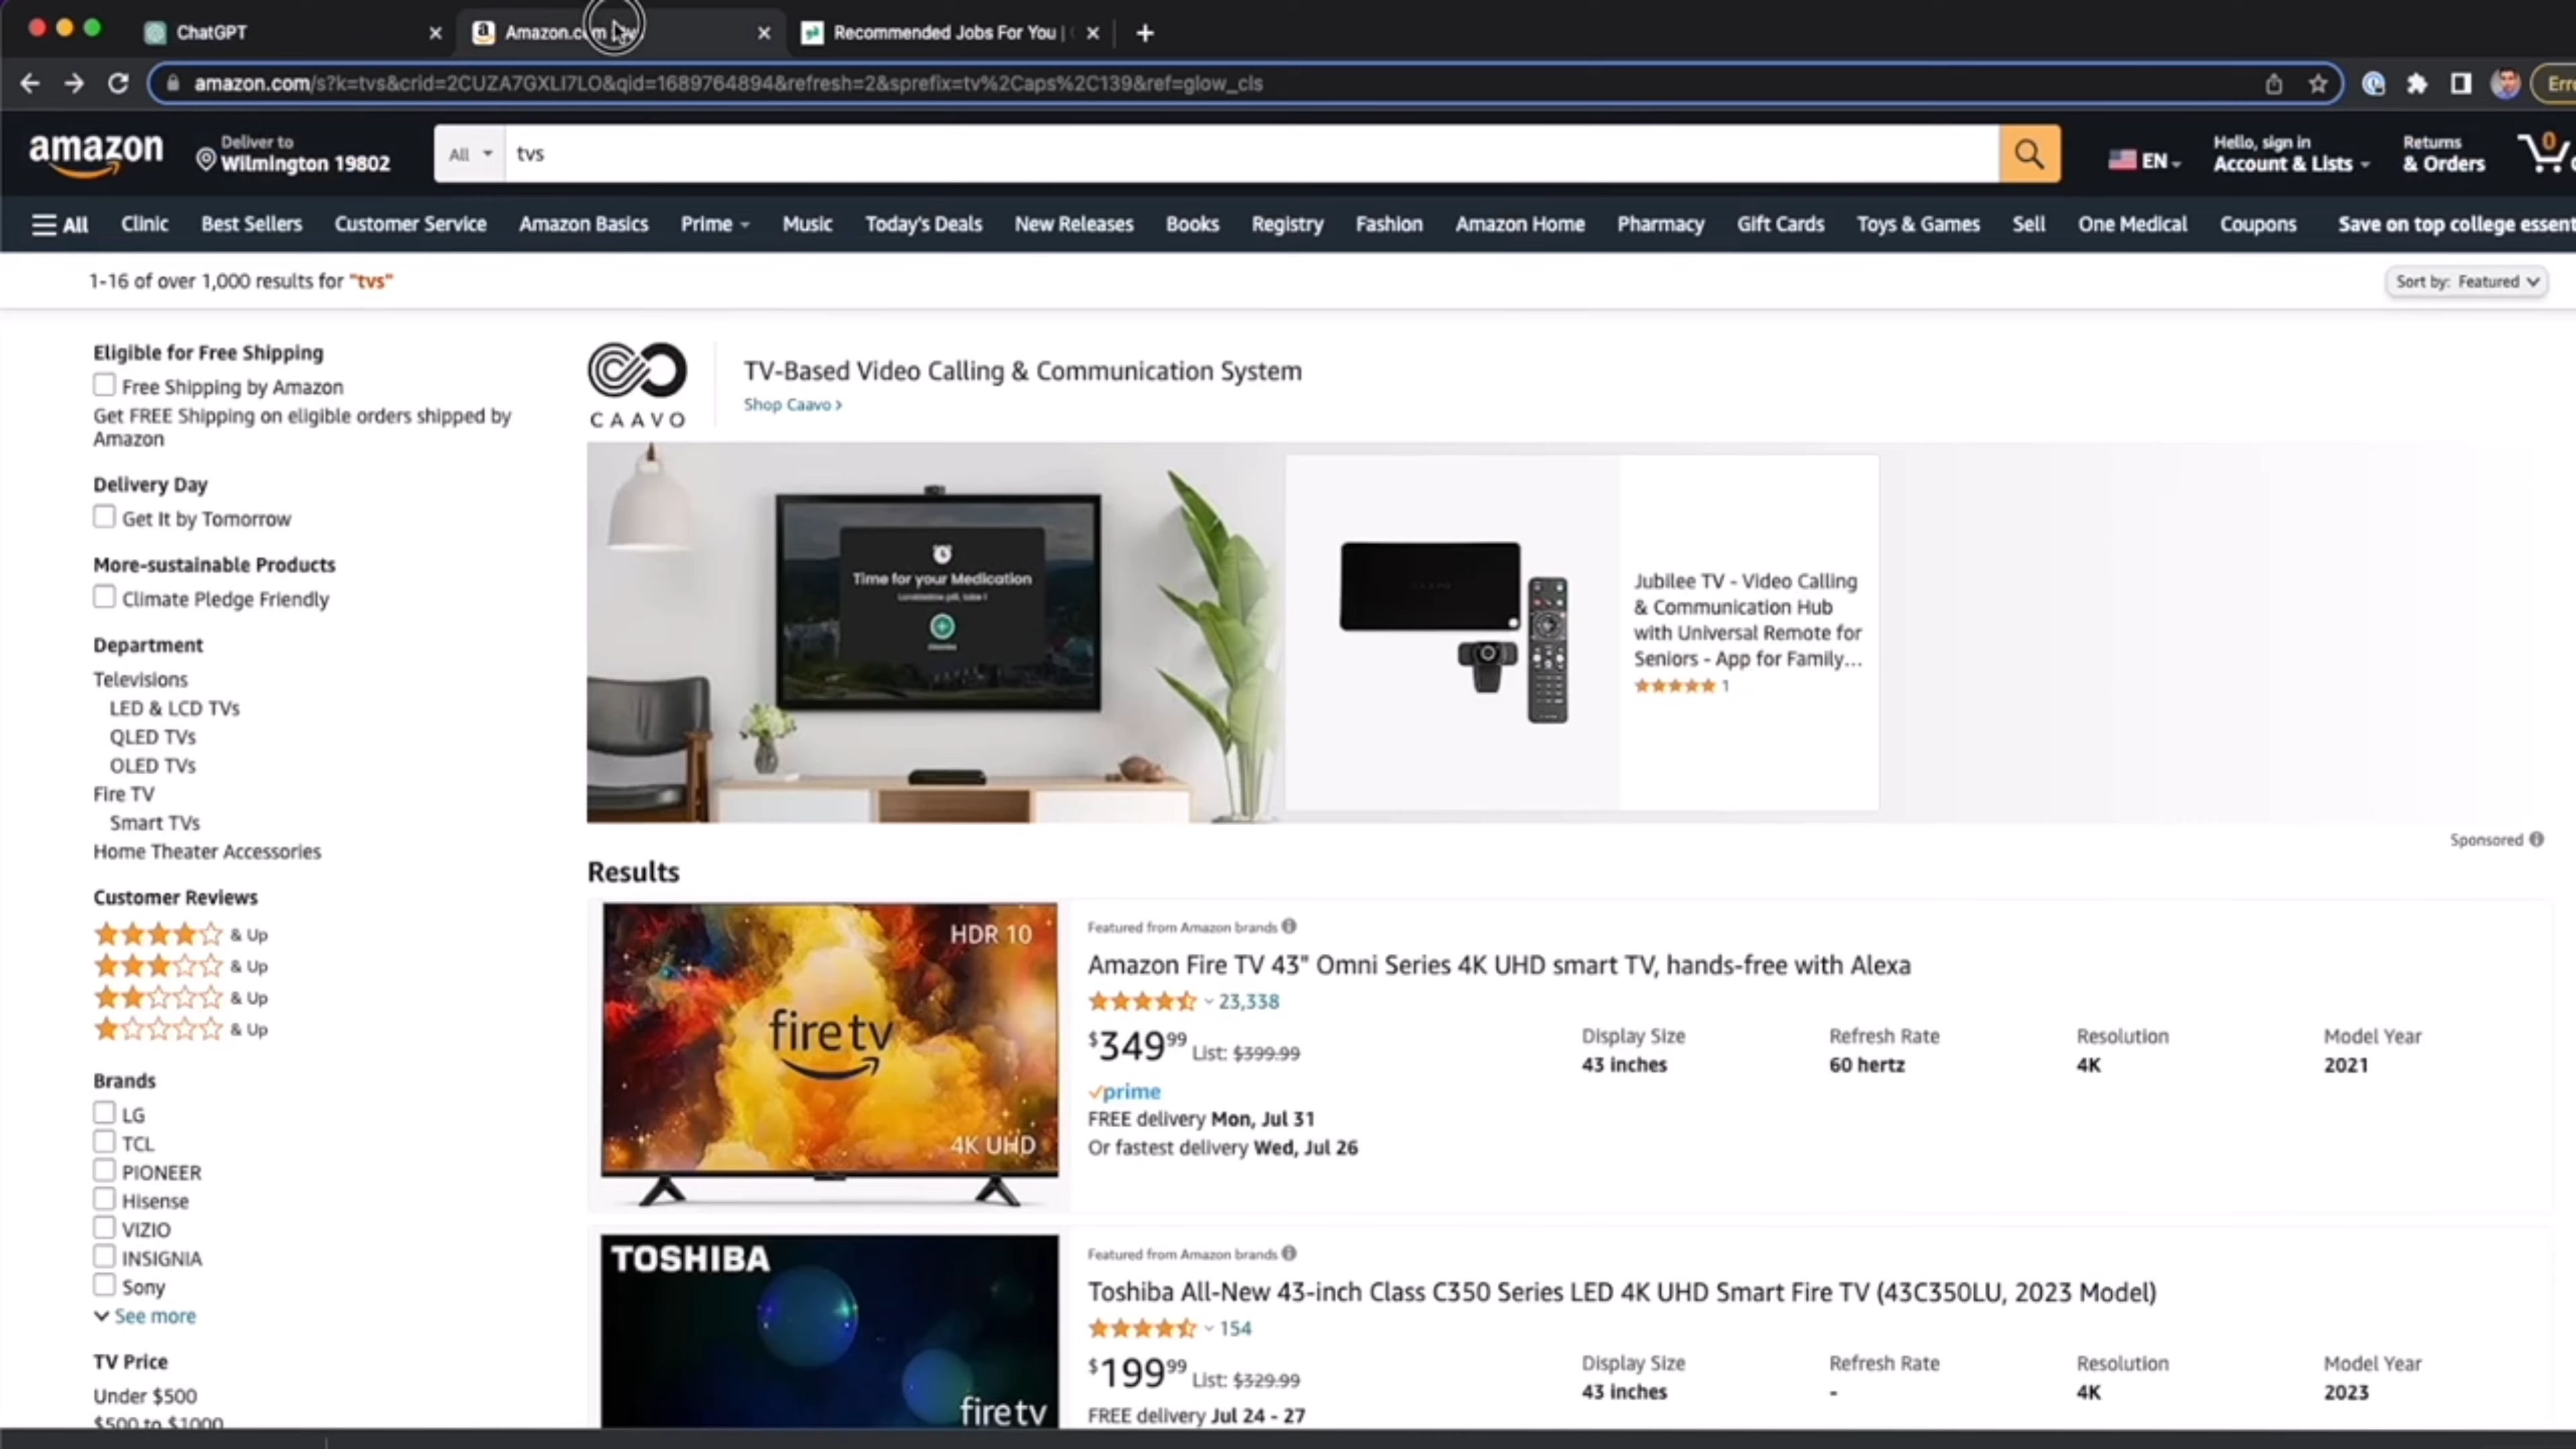 ChatGPT
Amazon.com
Recommended Jobs For You |
amazon.com/s?k=tvs&crid=2CUZA7GXLI7LO&qid=1689764894&refresh=2&sprefix=tv%2Caps%2C139&ref=glow_cls
amazon
Deliver to
Wilmington 19802
All
tvs
EN
Hello, sign in
Account & Lists
Returns
& Orders
0
All
Clinic
Best Sellers
Customer Service
Amazon Basics
Prime
Music
Today's Deals
New Releases
Books
Registry
Fashion
Amazon Home
Pharmacy
Gift Cards
Toys & Games
Sell
One Medical
Coupons
Save on top college
1-16 of over 1,000 results for "tvs"
Sort by: Featured
Eligible for Free Shipping
Free Shipping by Amazon
Get FREE Shipping on eligible orders shipped by
Amazon
Delivery Day
Get It by Tomorrow
More-sustainable Products
Climate Pledge Friendly
Department
Televisions
LED & LCD TVs
QLED TVs
OLED TVs
Fire TV
Smart TVs
Home Theater Accessories
Customer Reviews
& Up
& Up
& Up
& Up
Brands
LG
TCL
PIONEER
Hisense
VIZIO
INSIGNIA
Sony
See more
TV Price
Under $500
$500 to $1000
CAAVO
TV-Based Video Calling & Communication System
Shop Caavo ›
Time for your Medication
Jubilee TV - Video Calling
& Communication Hub
with Universal Remote for
Seniors - App for Family...
1
Sponsored
Results
HDR 10
fire tv
4K UHD
Featured from Amazon brands
Amazon Fire TV 43" Omni Series 4K UHD smart TV, hands-free with Alexa
23,338
$349.99 List: $399.99
prime
FREE delivery Mon, Jul 31
Or fastest delivery Wed, Jul 26
Display Size
43 inches
Refresh Rate
60 hertz
Resolution
4K
Model Year
2021
TOSHIBA
fire tv
Featured from Amazon brands
Toshiba All-New 43-inch Class C350 Series LED 4K UHD Smart Fire TV (43C350LU, 2023 Model)
154
$199.99 List: $329.99
FREE delivery Jul 24 - 27
Display Size
43 inches
Refresh Rate
-
Resolution
4K
Model Year
2023